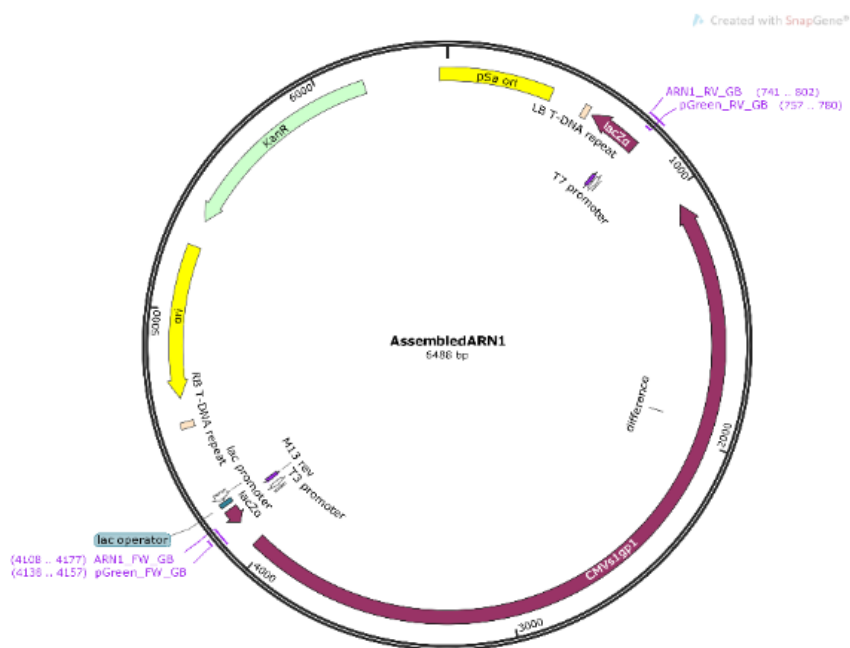 Created with SnapGene®
pSa ori
LB T-DNA repeat
lacZα
ARN1_RV_GB (741 .. 802)
pGreen_RV_GB (757 .. 780)
T7 promoter
1000
6000
KanR
5000
ori
AssembledARN1
6488 bp
difference
2000
RB T-DNA repeat
lac promoter
lacZα
M13 rev
T3 promoter
lac operator
(4108 .. 4177) ARN1_FW_GB
(4138 .. 4157) pGreen_FW_GB
4000
CMVs1gp1
3000